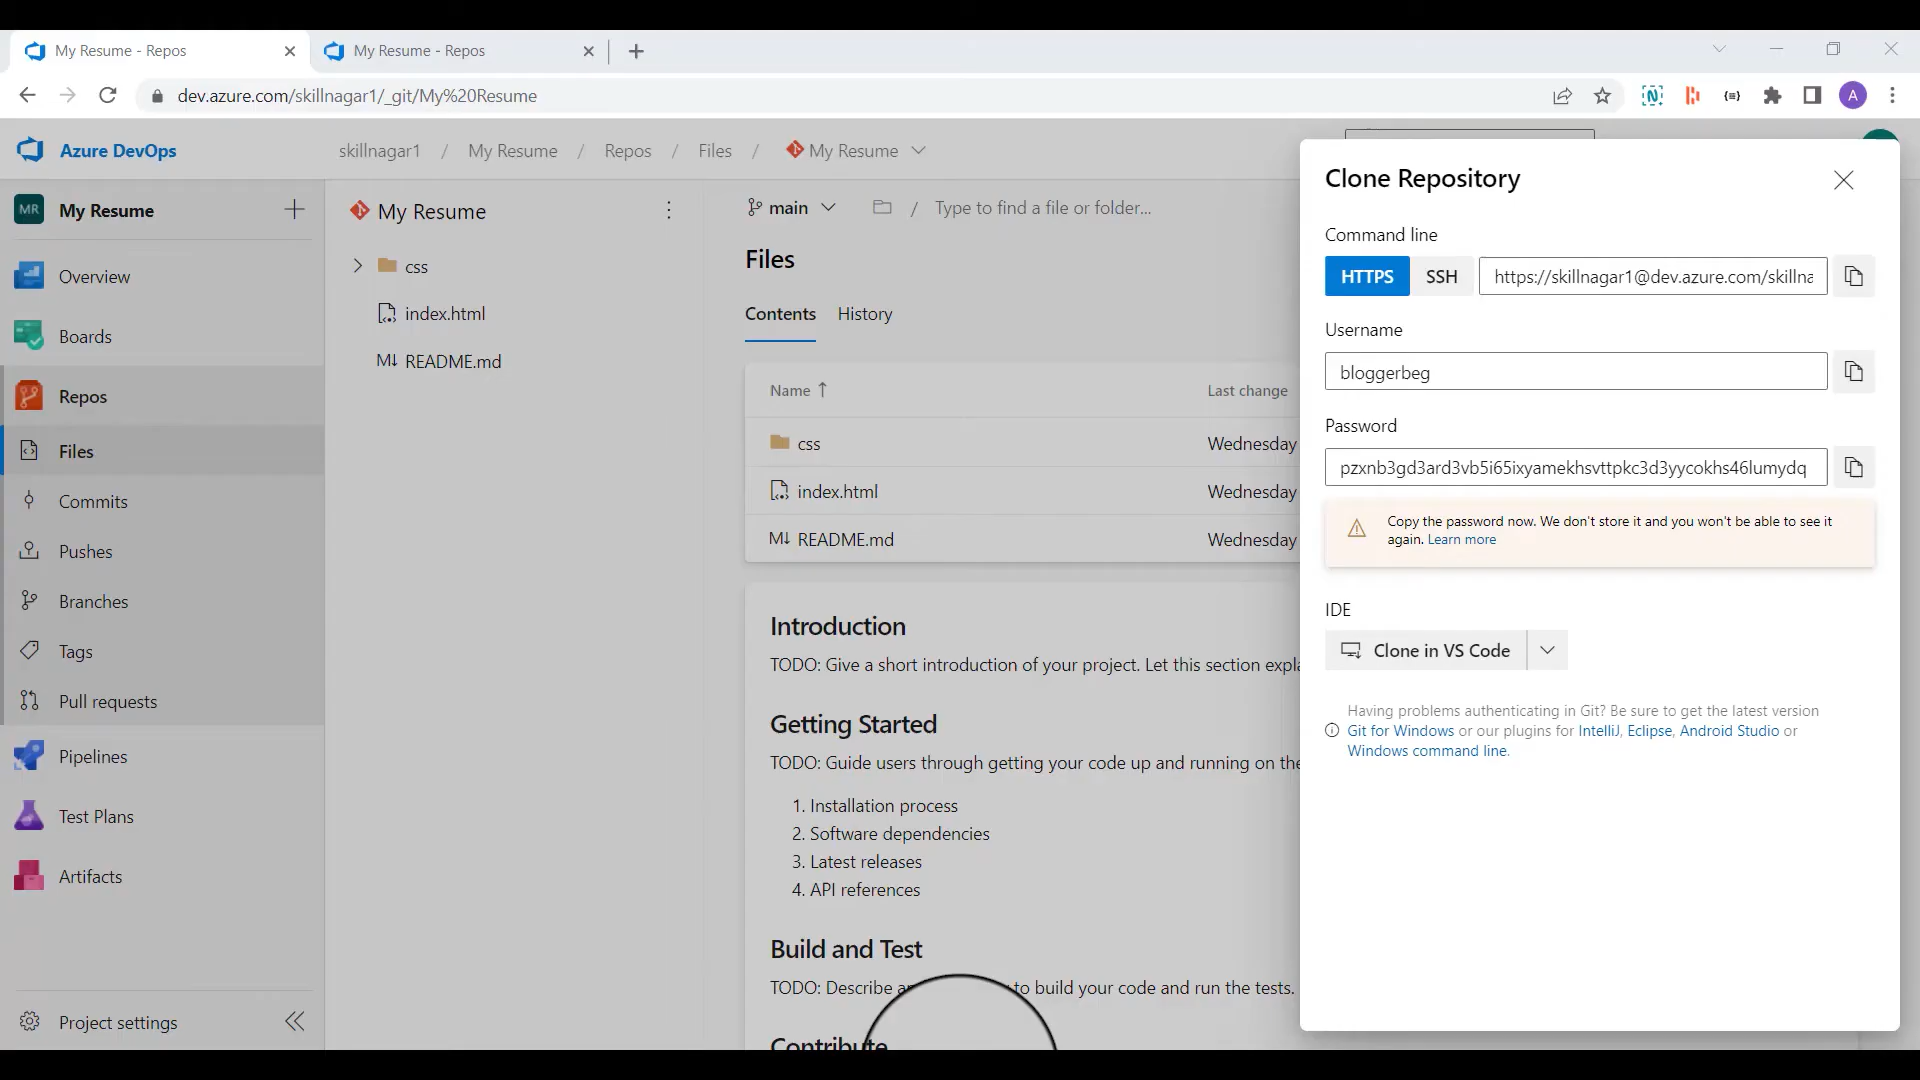 My Resume - Repos
My Resume - Repos
dev.azure.com/skillnagar1/_git/My%20Resume
A
Azure DevOps
skillnagar1 / My Resume / Repos / Files / My Resume
MR My Resume
Overview
Boards
Repos
Files
Commits
Pushes
Branches
Tags
Pull requests
Pipelines
Test Plans
Artifacts
Project settings
My Resume
css
index.html
README.md
main
/ Type to find a file or folder...
Files
Contents History
Name ↑ Last change
css Wednesday
index.html Wednesday
README.md Wednesday
Introduction
TODO: Give a short introduction of your project. Let this section expla
Getting Started
TODO: Guide users through getting your code up and running on the
1. Installation process
2. Software dependencies
3. Latest releases
4. API references
Build and Test
TODO: Describe to build your code and run the tests.
Contribute
Clone Repository
Command line
HTTPS SSH https://skillnagar1@dev.azure.com/skillna
Username
bloggerbeg
Password
pzxnb3gd3ard3vb5i65ixyamekhsvttpkc3d3yycokhs46lumydq
Copy the password now. We don't store it and you won't be able to see it
again. Learn more
IDE
Clone in VS Code
Having problems authenticating in Git? Be sure to get the latest version
Git for Windows or our plugins for IntelliJ, Eclipse, Android Studio or
Windows command line.